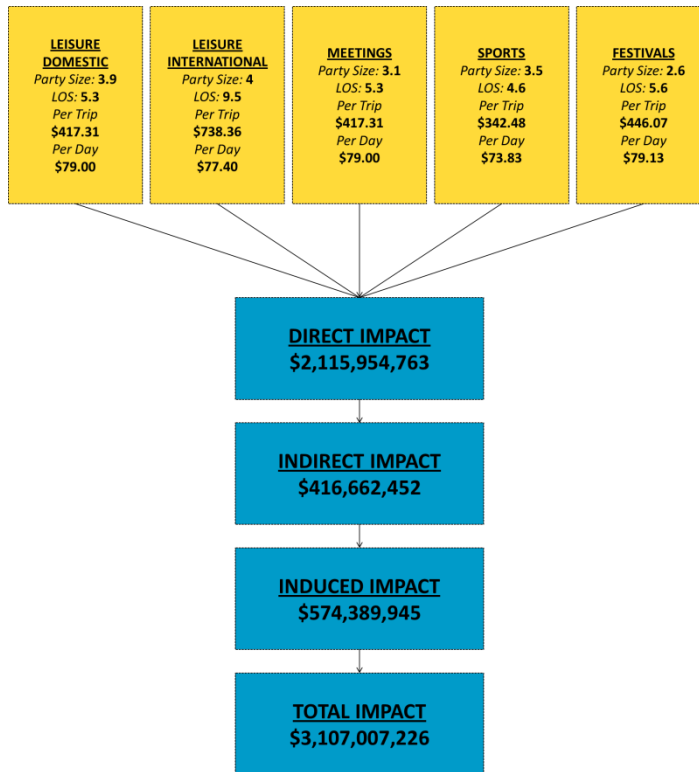 LEISURE
DOMESTIC
Party Size: 3.9
LOS: 5.3
Per Trip
$417.31
Per Day
$79.00
LEISURE
INTERNATIONAL
Party Size: 4
LOS: 9.5
Per Trip
$738.36
Per Day
$77.40
MEETINGS
Party Size: 3.1
LOS: 5.3
Per Trip
$417.31
Per Day
$79.00
SPORTS
Party Size: 3.5
LOS: 4.6
Per Trip
$342.48
Per Day
$73.83
FESTIVALS
Party Size: 2.6
LOS: 5.6
Per Trip
$446.07
Per Day
$79.13
DIRECT IMPACT
$2,115,954,763
INDIRECT IMPACT
$416,662,452
INDUCED IMPACT
$574,389,945
TOTAL IMPACT
$3,107,007,226